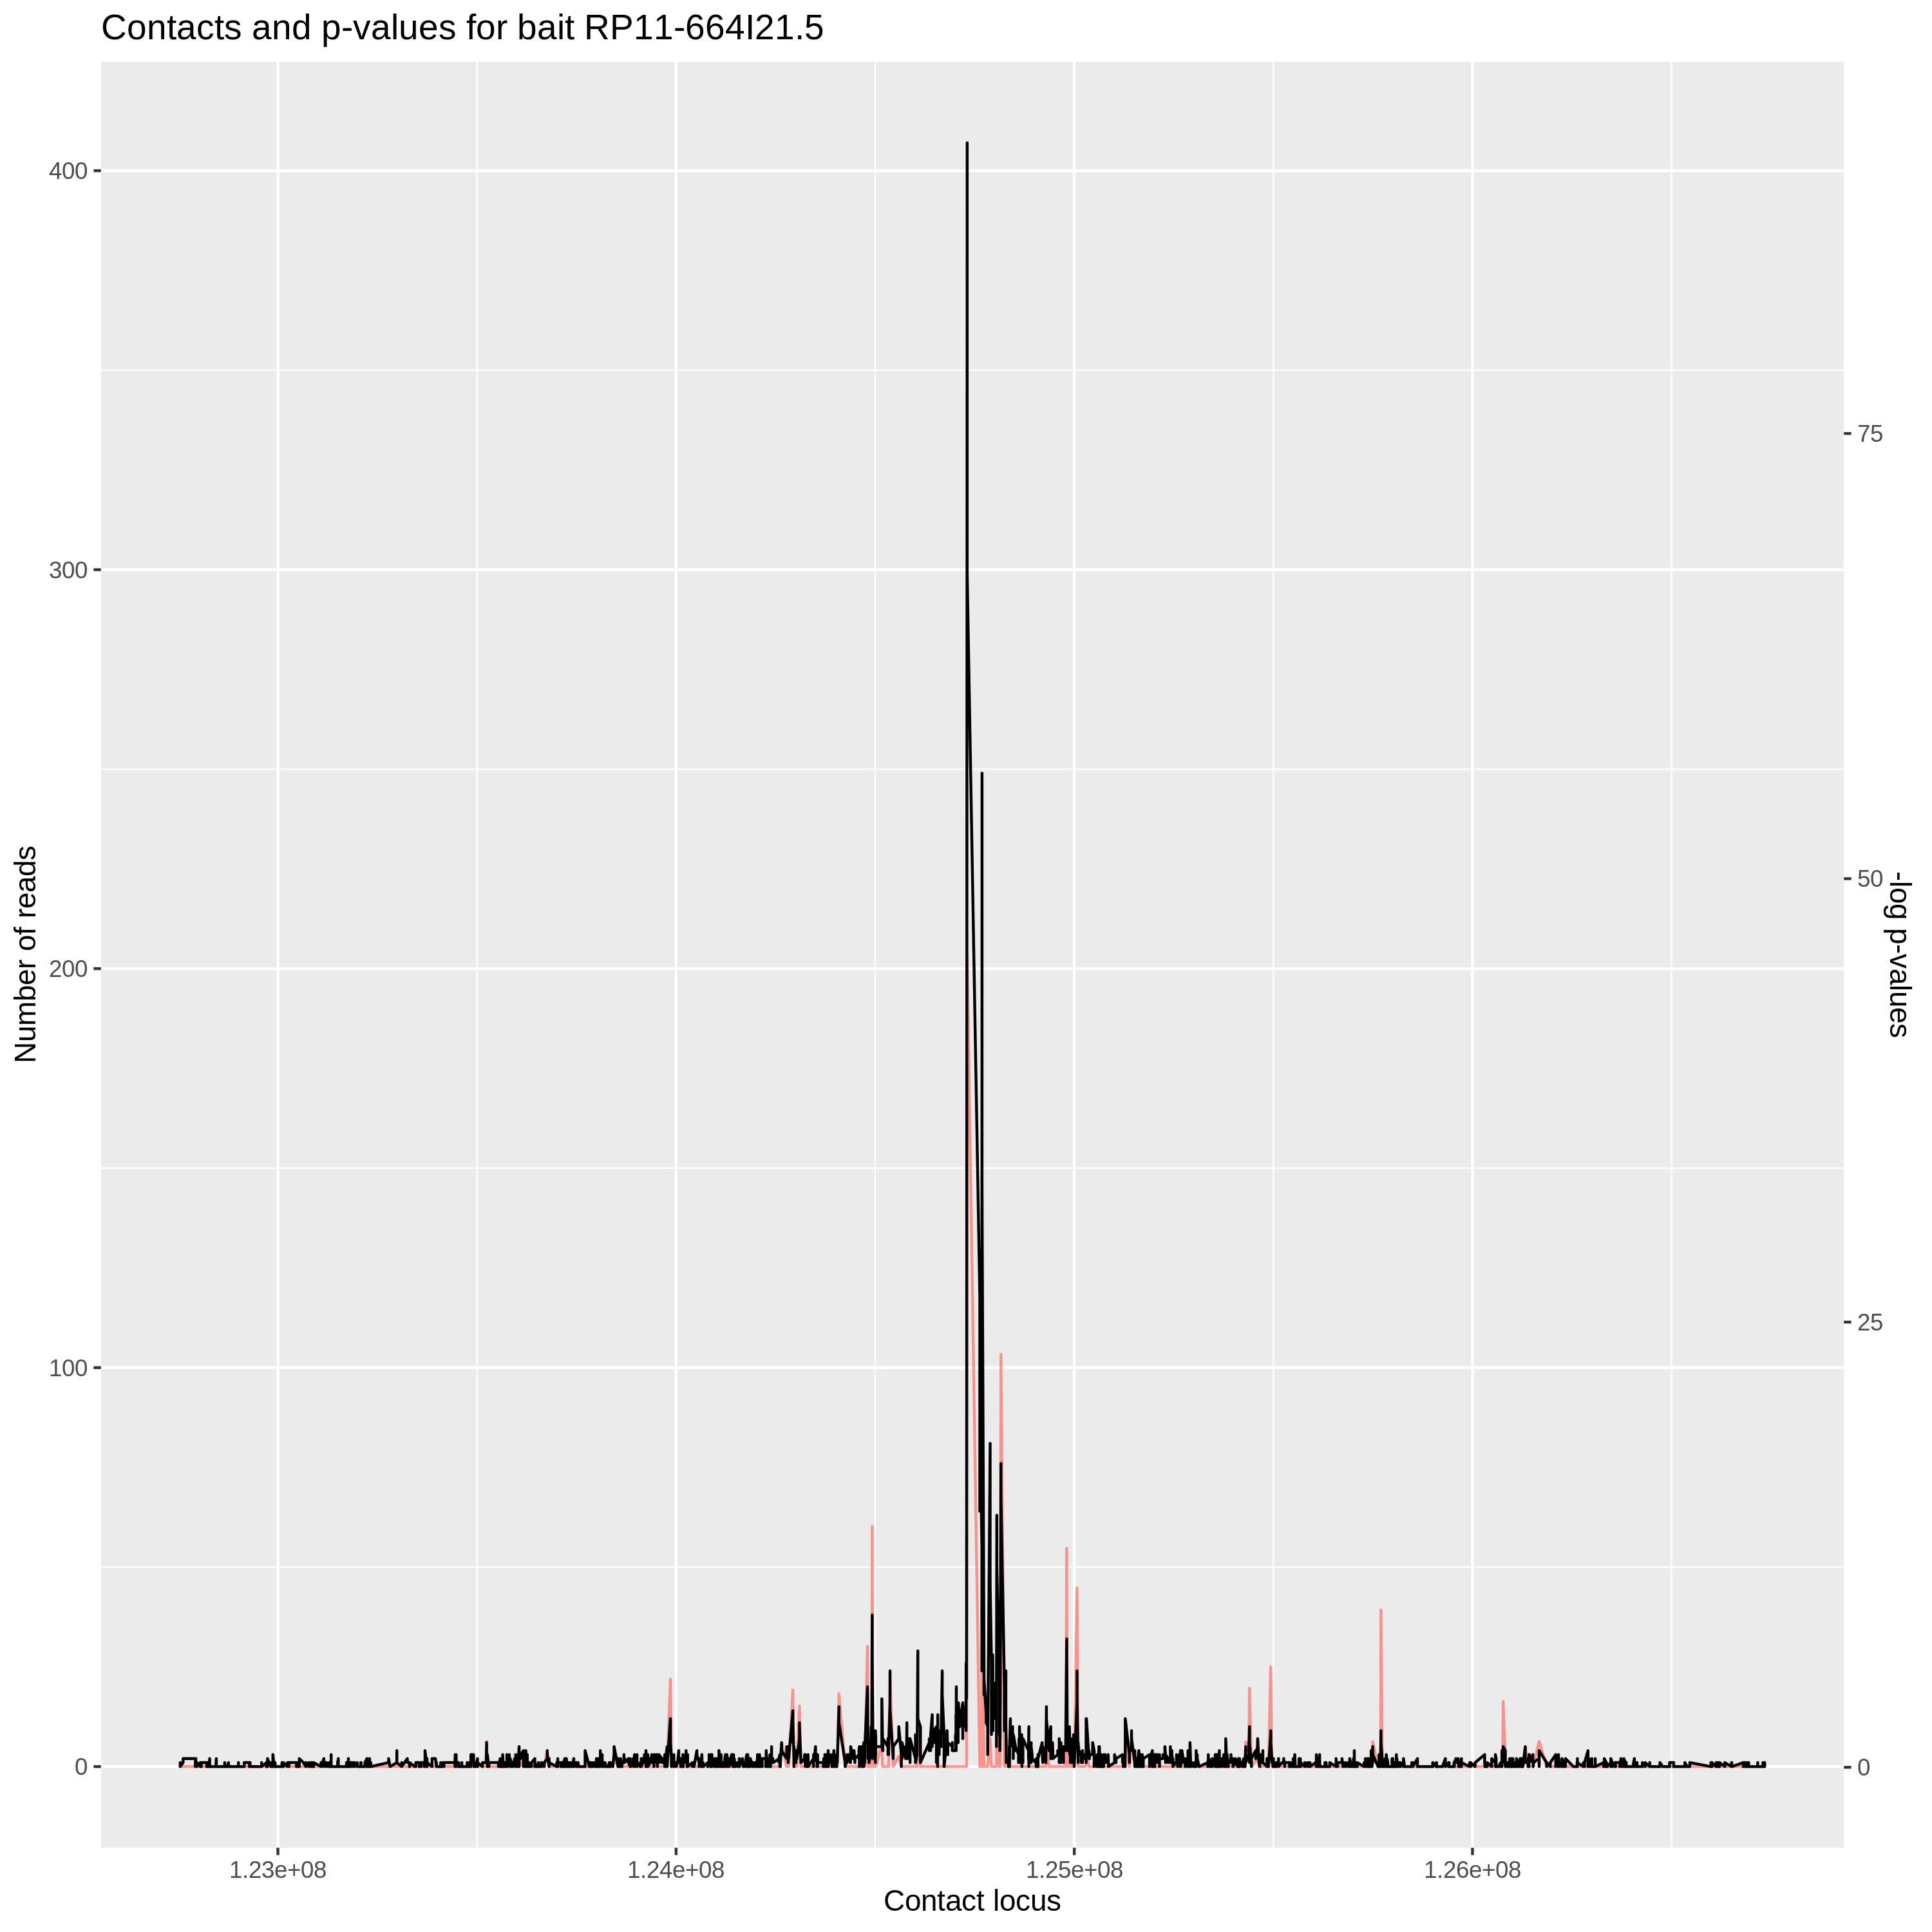 Contacts and p-values for bait RP11-664I21.5
Number of reads
400
300
200
100
0
75
50
25
0
-log p-values
1.23e+08
1.24e+08
1.25e+08
1.26e+08
Contact locus